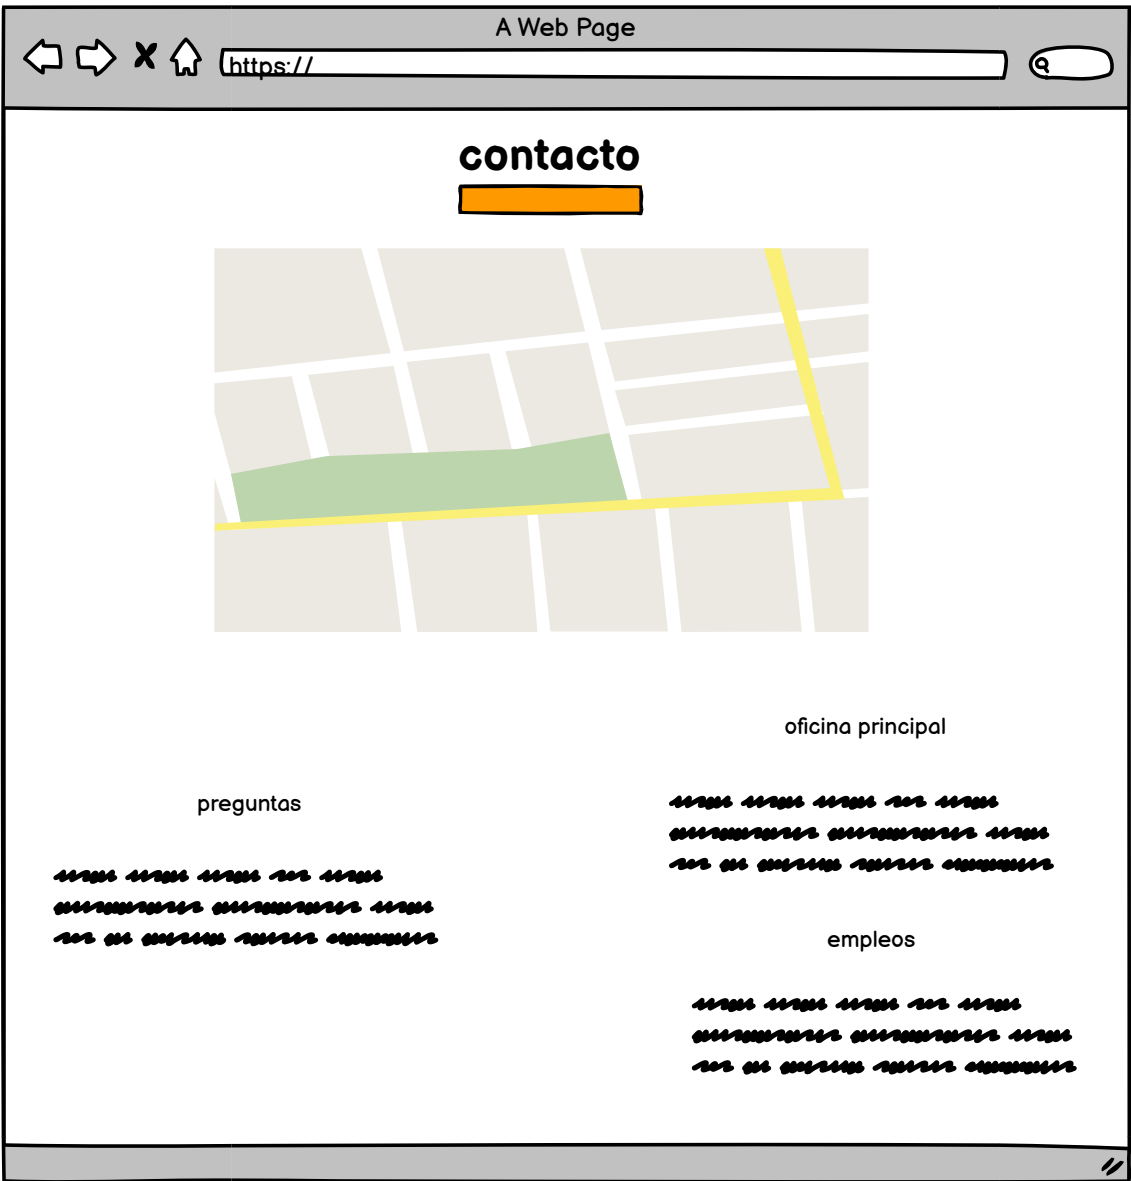 A Web Page
https://
contacto
oficina principal
preguntas
empleos